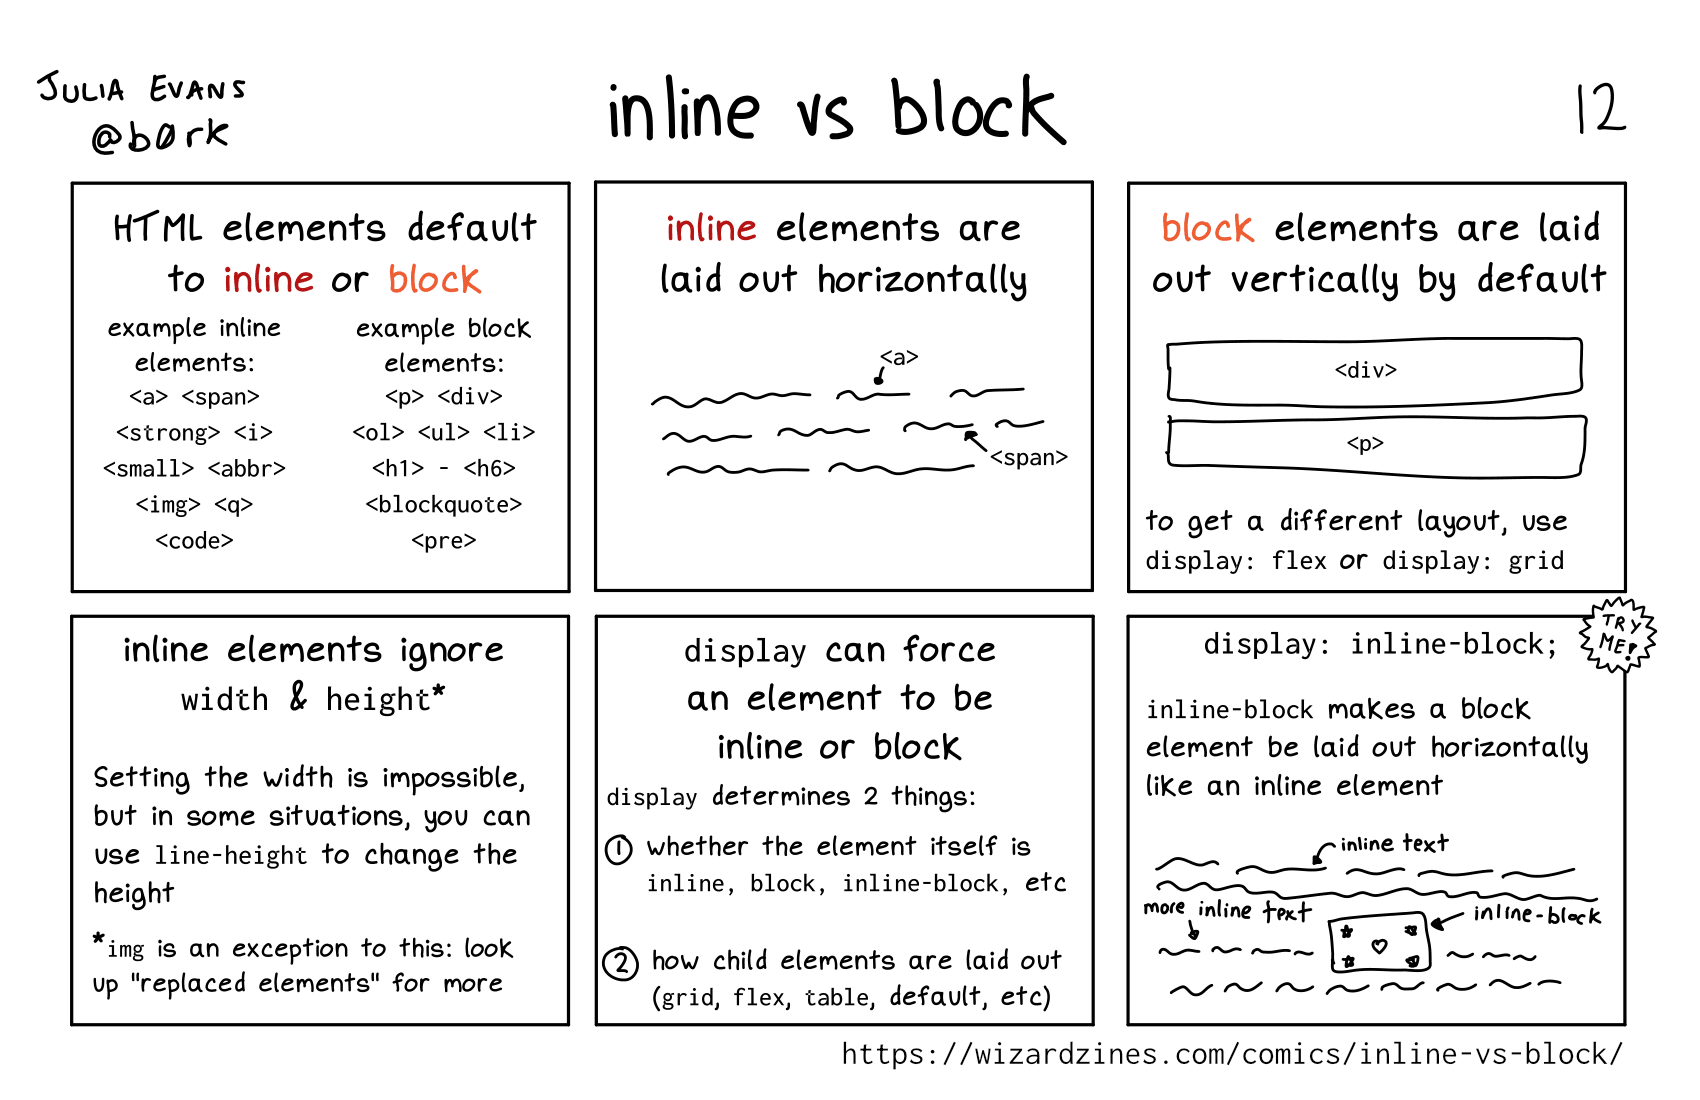 JULIA EVANS
@b0rk
inline vs block
12
HTML elements default
to inline or block
example inline
elements:
<a> <span>
<strong> <i>
<small> <abbr>
<img> <q>
<code>
example block
elements:
<p> <div>
<ol> <ul> <li>
<h1> - <h6>
<blockquote>
<pre>
inline elements are
laid out horizontally
<a>
<span>
block elements are laid
out vertically by default
<div>
<p>
to get a different layout, use
display: flex or display: grid
inline elements ignore
width & height*
Setting the width is impossible,
but in some situations, you can
use line-height to change the
height
*img is an exception to this: look
up "replaced elements" for more
display can force
an element to be
inline or block
display determines 2 things:
① whether the element itself is
inline, block, inline-block, etc
② how child elements are laid out
(grid, flex, table, default, etc)
TRY
ME!
display: inline-block;
inline-block makes a block
element be laid out horizontally
like an inline element
inline text
more inline text
inline-block
https://wizardzines.com/comics/inline-vs-block/